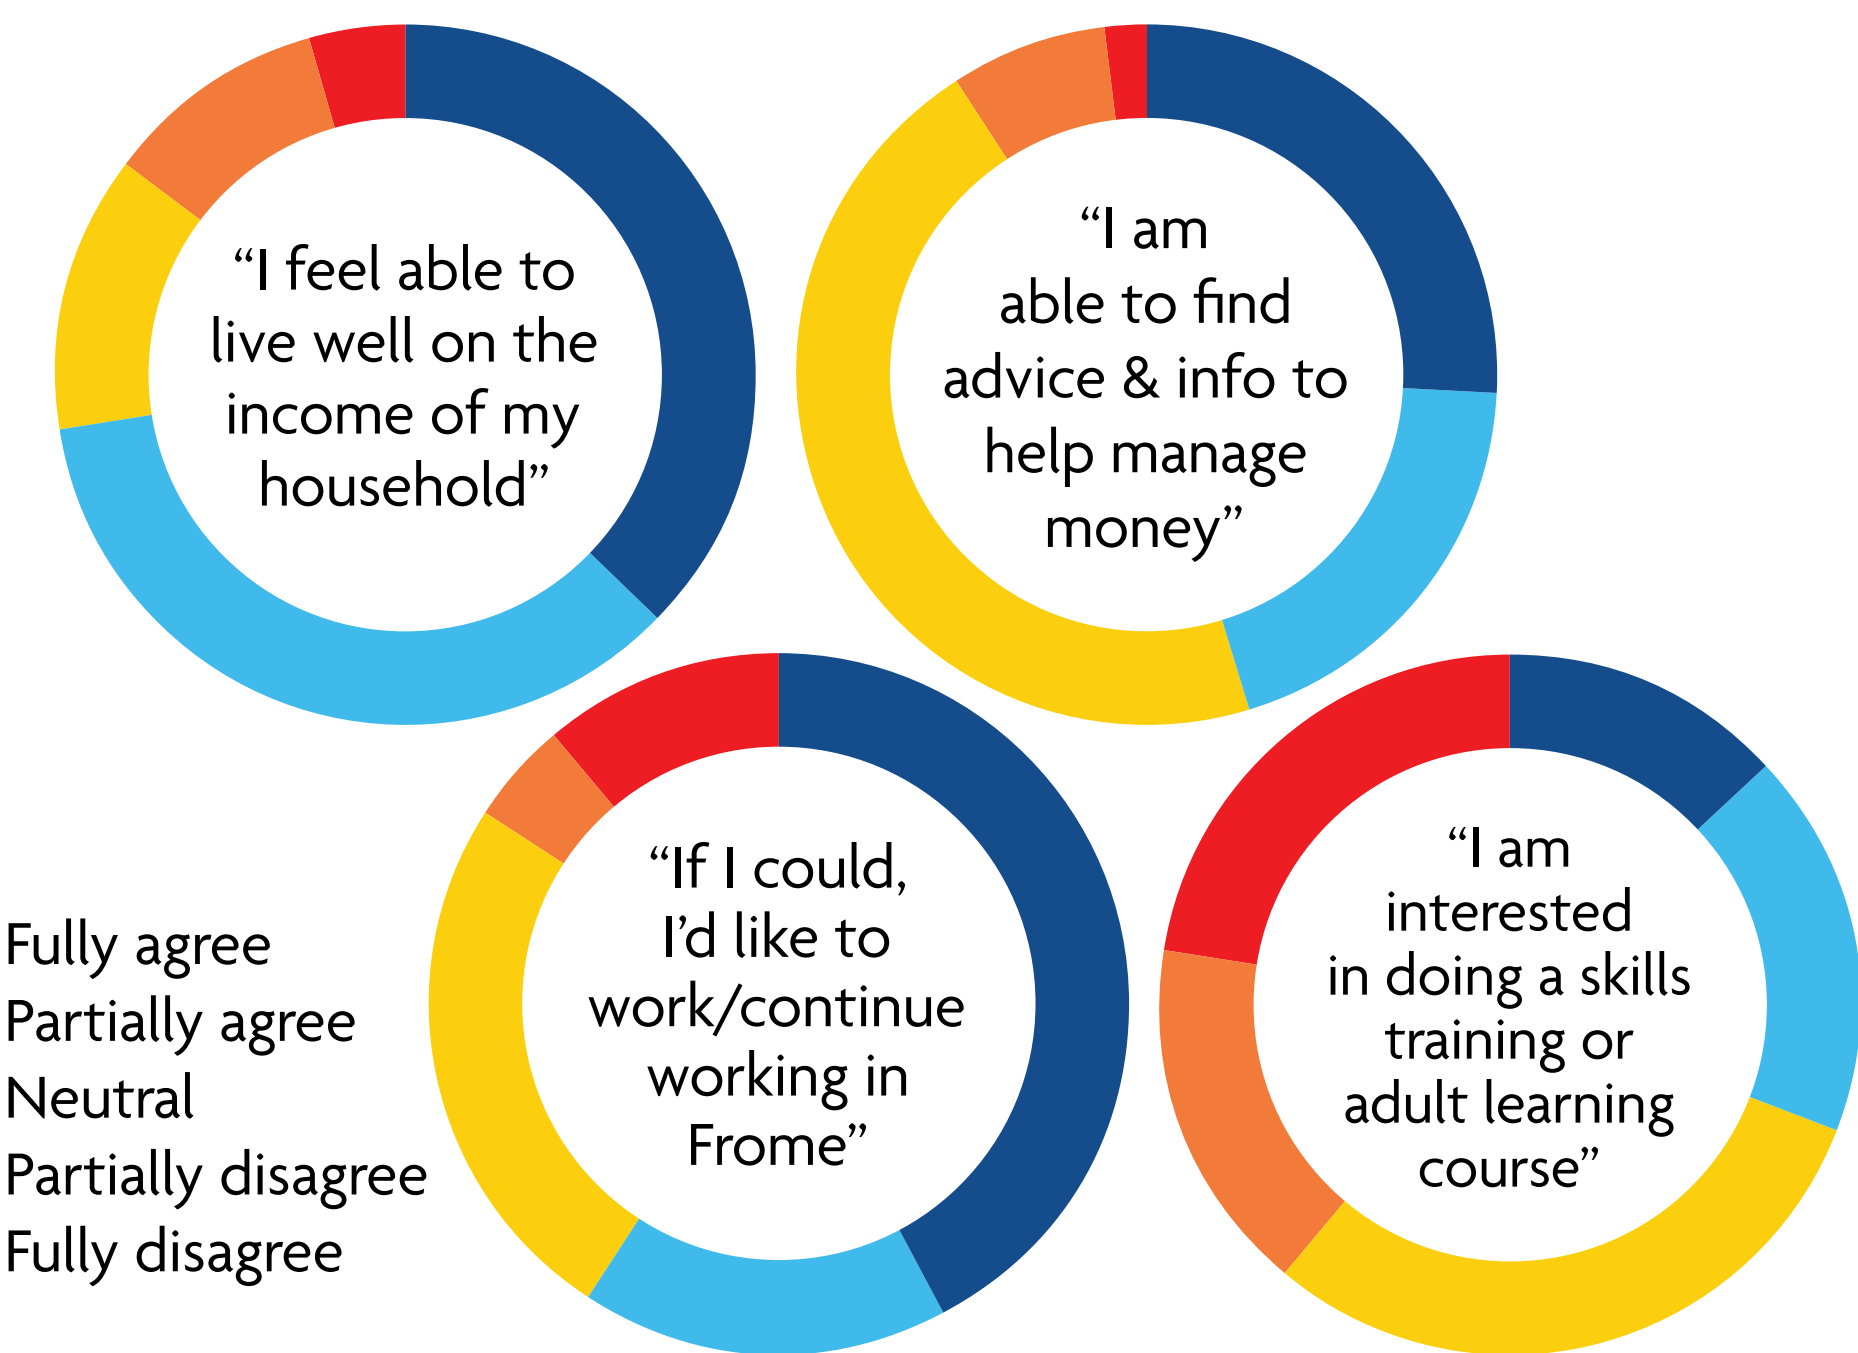 “I feel able to
live well on the
income of my
household”
“I am
able to find
advice & info to
help manage
money”
“If I could,
I’d like to
work/continue
working in
Frome”
“I am
interested
in doing a skills
training or
adult learning
course”
Fully agree
Partially agree
Neutral
Partially disagree
Fully disagree